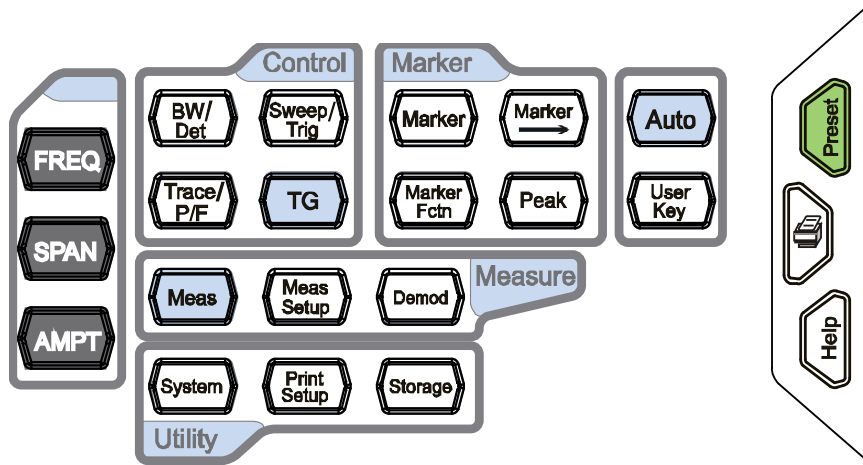 Control
Marker
BW/
Det
Sweep/
Trig
Marker
Marker
Auto
Preset
FREQ
Trace/
P/F
TG
Marker
Fctn
Peak
User
Key
SPAN
Meas
Meas
Setup
Demod
Measure
AMPT
Help
System
Print
Setup
Storage
Utility